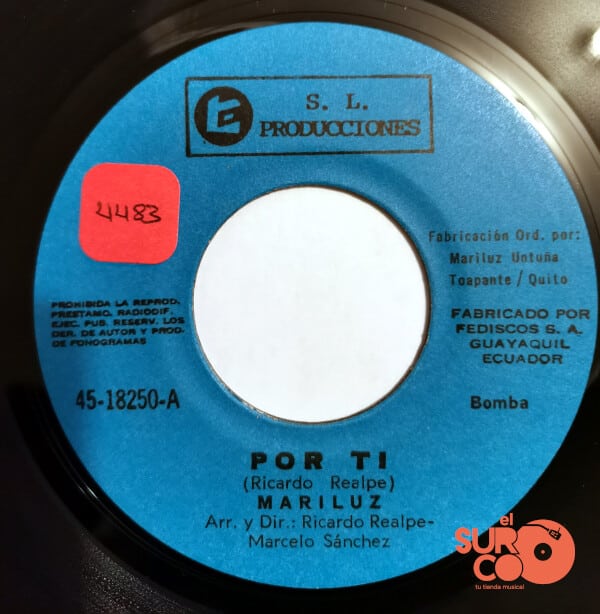 S. L.
PRODUCCIONES
4483
Fabricación Ord. por:
Mariluz Untuña
Toapante/Quito
PROHIBIDA LA REPROD.
PRESTAMO, RADIODIF.
EJEC. PUB. RESERV. LOS
DER. DE AUTOR Y PROD.
DE FONOGRAMAS
FABRICADO POR
FEDISCOS S. A.
GUAYAQUIL
ECUADOR
45-18250-A
Bomba
POR TI
(Ricardo Realpe)
MARILUZ
Arr. y Dir.: Ricardo Realpe-
Marcelo Sánchez
el
SURCO
tu tienda musical